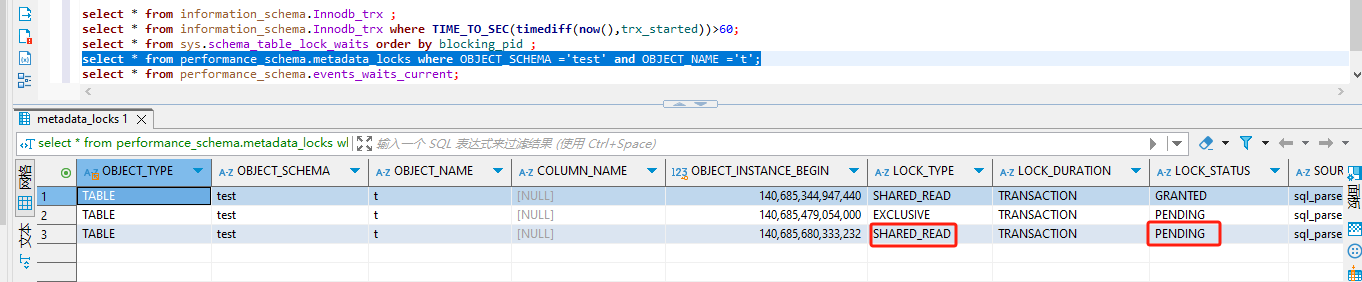 select * from information_schema.Innodb_trx ;
select * from information_schema.Innodb_trx where TIME_TO_SEC(timediff(now(),trx_started))>60;
select * from sys.schema_table_lock_waits order by blocking_pid ;
select * from performance_schema.metadata_locks where OBJECT_SCHEMA ='test' and OBJECT_NAME ='t';
select * from performance_schema.events_waits_current;
metadata_locks 1
select * from performance_schema.metadata_locks wl 输入一个 SQL 表达式来过滤结果 (使用 Ctrl+Space)
网格 A-Z OBJECT_TYPE A-Z OBJECT_SCHEMA A-Z OBJECT_NAME A-Z COLUMN_NAME 123 OBJECT_INSTANCE_BEGIN A-Z LOCK_TYPE A-Z LOCK_DURATION A-Z LOCK_STATUS A-Z SOUR 面板
1 TABLE test t [NULL] 140,685,344,947,440 SHARED_READ TRANSACTION GRANTED sql_parse
2 TABLE test t [NULL] 140,685,479,054,000 EXCLUSIVE TRANSACTION PENDING sql_parse
3 TABLE test t [NULL] 140,685,680,333,232 SHARED_READ TRANSACTION PENDING sql_parse
文本